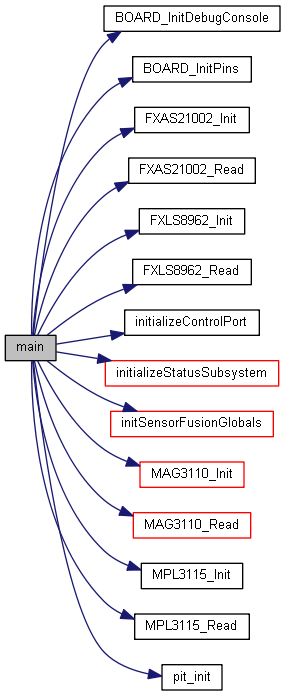 BOARD_InitDebugConsole
BOARD_InitPins
FXAS21002_Init
FXAS21002_Read
FXLS8962_Init
FXLS8962_Read
initializeControlPort
main
initializeStatusSubsystem
initSensorFusionGlobals
MAG3110_Init
MAG3110_Read
MPL3115_Init
MPL3115_Read
pit_init